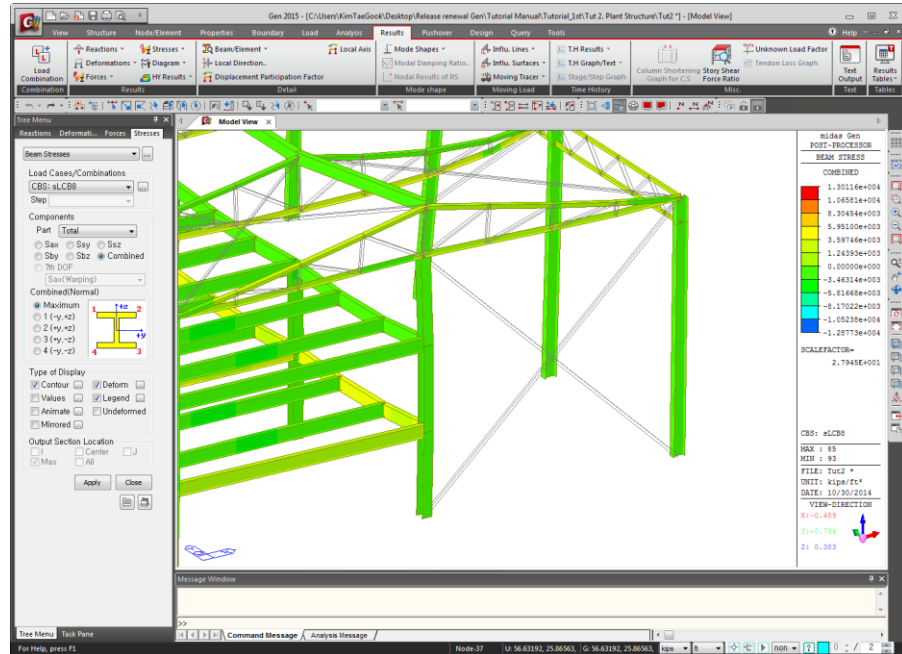 Gen 2015 - [C:\Users\KimTaeGook\Desktop\Release renewal Gen\Tutorial Manual\Tutorial_1st\Tut 2. Plant Structure\Tut2 *] - [Model View]
View Structure Node/Element Properties Boundary Load Analysis Results Pushover Design Query Tools Help
Load Combination
Reactions Stresses
Deformations Diagram
Forces HY Results
Beam/Element
Local Direction..
Displacement Participation Factor
Local Axis
Mode Shapes
Modal Damping Ratio..
Nodal Results of RS
Influ. Lines
Influ. Surfaces
Moving Tracer
T.H Results
T.H Graph/Text
Stage/Step Graph
Column Shortening Graph for C.S
Story Shear Force Ratio
Unknown Load Factor
Tendon Loss Graph
Text Output
Results Tables
Combination Results Detail Mode shape Moving Load Time History Misc. Text Tables
Tree Menu
Reactions Deformati... Forces Stresses
Beam Stresses
Load Cases/Combinations
CBS: sLCB8
Step
Components
Part Total
Sax Ssy Ssz
Sby Sbz Combined
7th DOF
Sax(Warping)
Combined(Normal)
Maximum
1 (-y,+z)
2 (+y,+z)
3 (+y,-z)
4 (-y,-z)
1 +z 2
+y
4 3
Type of Display
Contour Deform
Values Legend
Animate Undeformed
Mirrored
Output Section Location
I Center J
Max All
Apply Close
Tree Menu Task Pane
Model View
midas Gen
POST-PROCESSOR
BEAM STRESS
COMBINED
1.30116e+004
1.06581e+004
8.30454e+003
5.95100e+003
3.59746e+003
1.24393e+003
0.00000e+000
-3.46314e+003
-5.81668e+003
-8.17022e+003
-1.05238e+004
-1.28773e+004
SCALEFACTOR=
2.7945E+001
CBS: sLCB8
MAX : 85
MIN : 93
FILE: Tut2 *
UNIT: kips/ft²
DATE: 10/30/2014
VIEW-DIRECTION
X:-0.489
Z: 0.383
Message Window
>>
Command Message Analysis Message
For Help, press F1
Node-37
U: 56.63192, 25.86563, G: 56.63192, 25.86563,
kips ft non 0 / 2